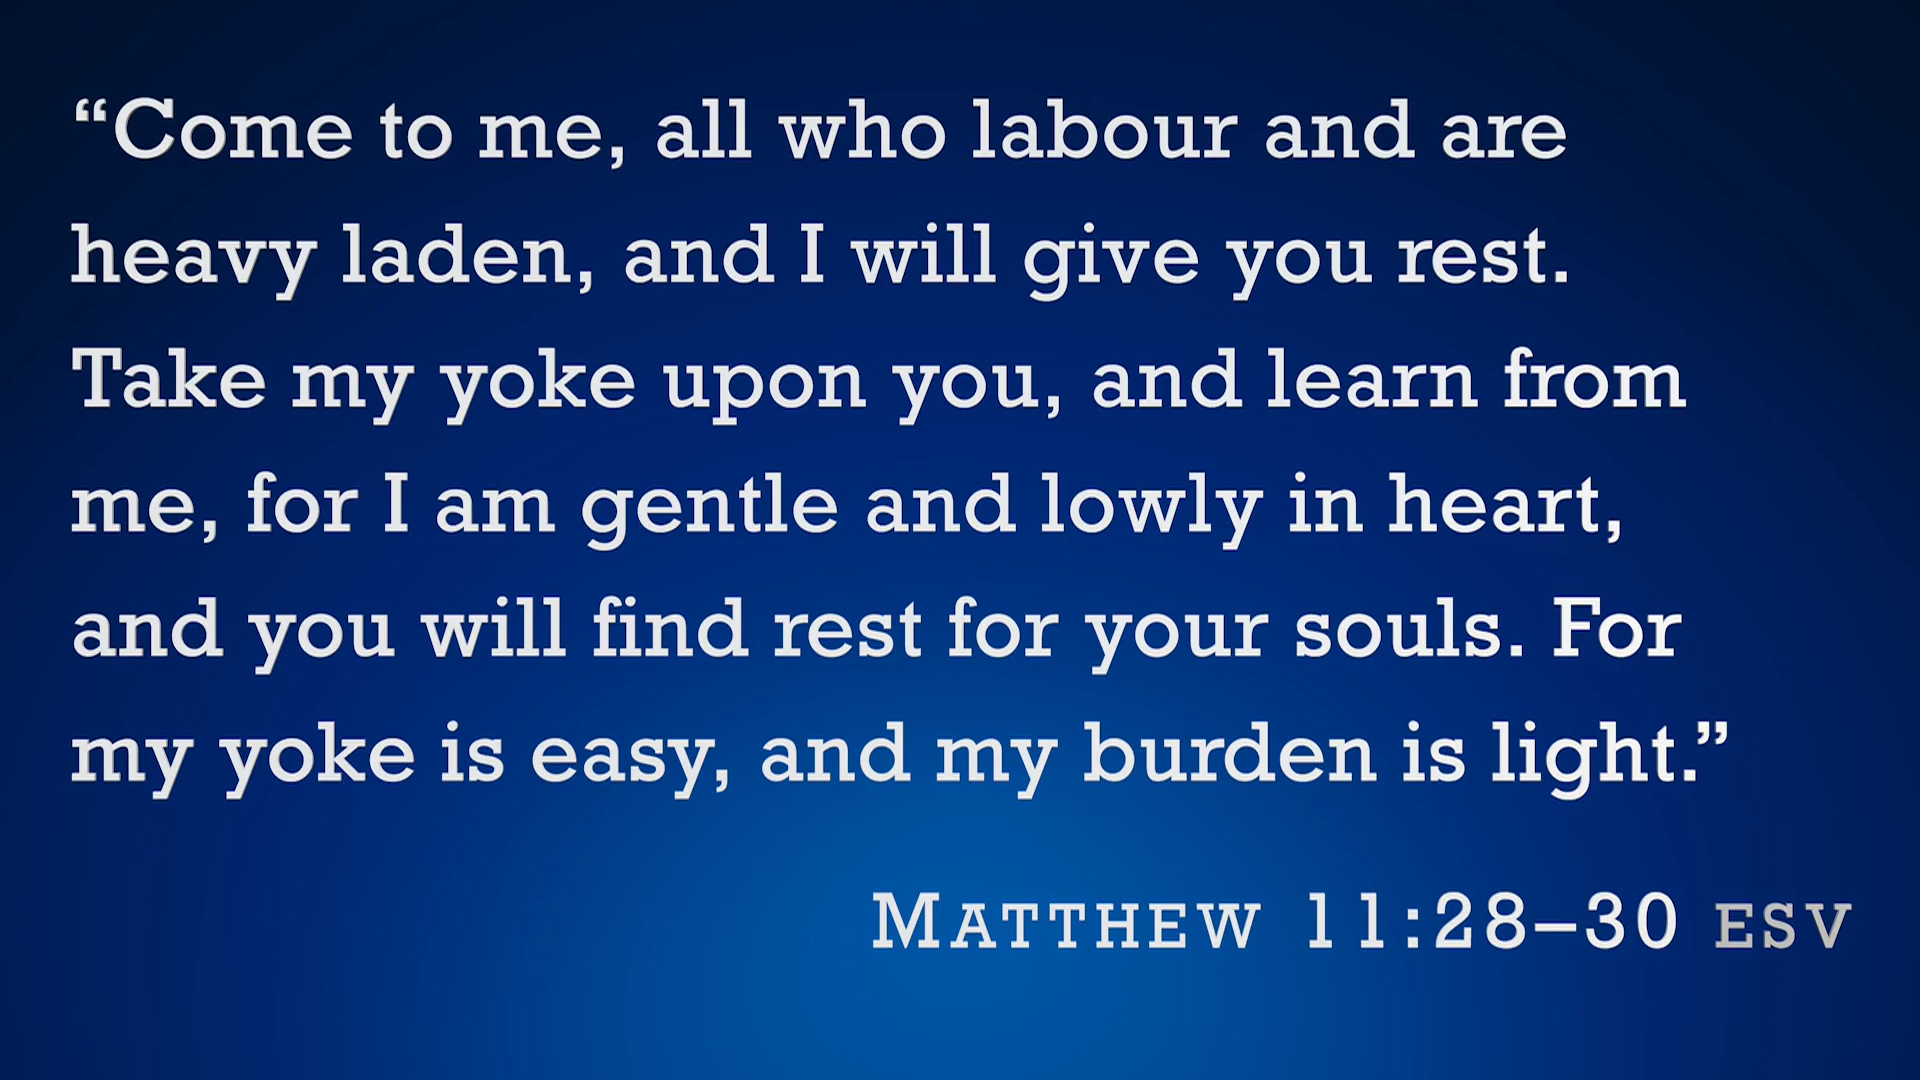 “Come to me, all who labour and are
heavy laden, and I will give you rest.
Take my yoke upon you, and learn from
me, for I am gentle and lowly in heart,
and you will find rest for your souls. For
my yoke is easy, and my burden is light.”
MATTHEW 11:28–30 ESV